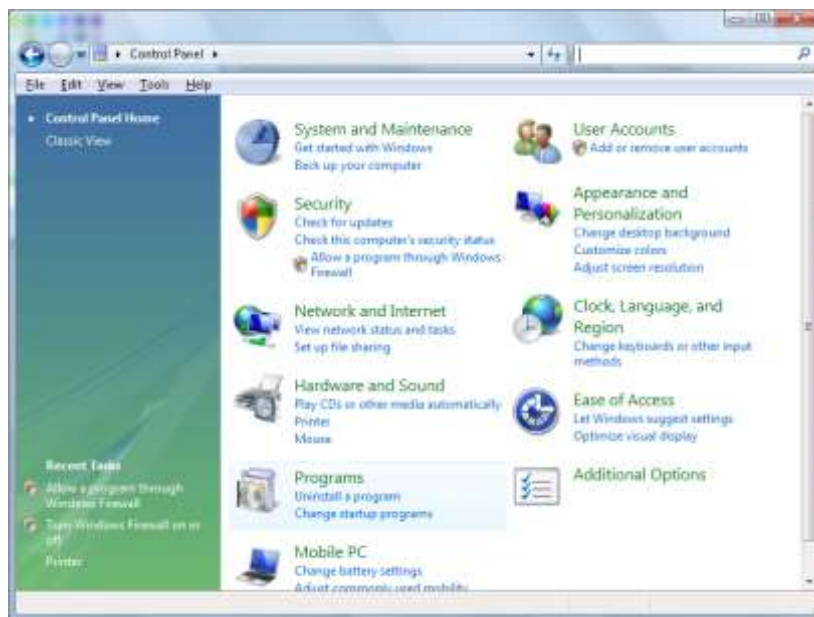 Control Panel
File Edit View Tools Help
Control Panel Home
Classic View
System and Maintenance
Get started with Windows
Back up your computer
Security
Check for updates
Check this computer's security status
Allow a program through Windows
Firewall
Network and Internet
View network status and tasks
Set up file sharing
Hardware and Sound
Play CDs or other media automatically
Printer
Mouse
Programs
Uninstall a program
Change startup programs
Mobile PC
Change battery settings
Adjust commonly used mobility
User Accounts
Add or remove user accounts
Appearance and
Personalization
Change desktop background
Customize colors
Adjust screen resolution
Clock, Language, and
Region
Change keyboards or other input
methods
Ease of Access
Let Windows suggest settings
Optimize visual display
Additional Options
Recent Tasks
Allow a program through
Windows Firewall
Turn Windows Firewall on or
off
Printer